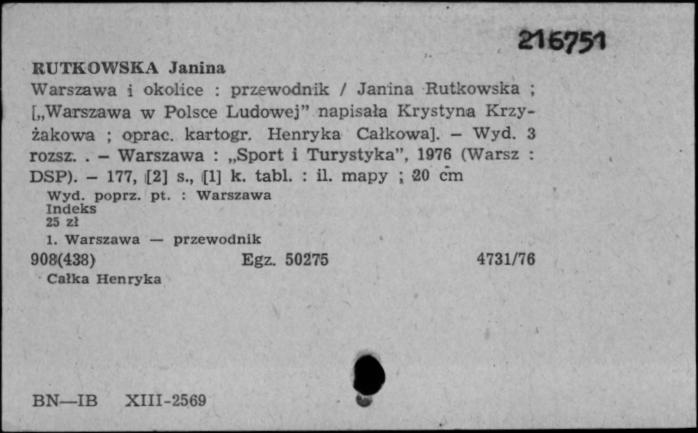 216751
RUTKOWSKA Janina
Warszawa i okolice : przewodnik / Janina Rutkowska ;
[„Warszawa w Polsce Ludowej” napisała Krystyna Krzy-
żakowa ; oprac. kartogr. Henryka Całkowa]. — Wyd. 3
rozsz. . — Warszawa : „Sport i Turystyka”, 1976 (Warsz :
DSP). — 177, [2] s., [1] k. tabl. : il. mapy ; 20 cm
Wyd. poprz. pt. : Warszawa
Indeks
25 zł
1. Warszawa — przewodnik
908(438) Egz. 50275 4731/76
Całka Henryka
BN—IB XIII-2569